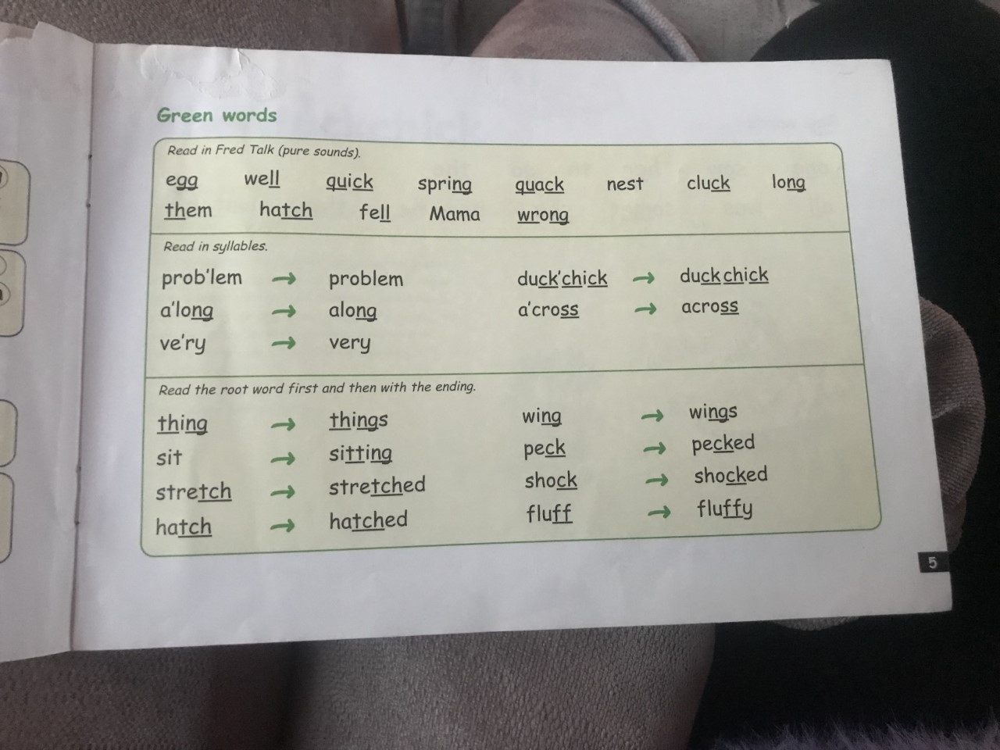 Green words
Read in Fred Talk (pure sounds).
egg well quick spring quack nest cluck long
them hatch fell Mama wrong
Read in syllables.
prob'lem → problem duck'chick → duckchick
a'long → along a'cross → across
ve'ry → very
Read the root word first and then with the ending.
thing → things wing → wings
sit → sitting peck → pecked
stretch → stretched shock → shocked
hatch → hatched fluff → fluffy
5